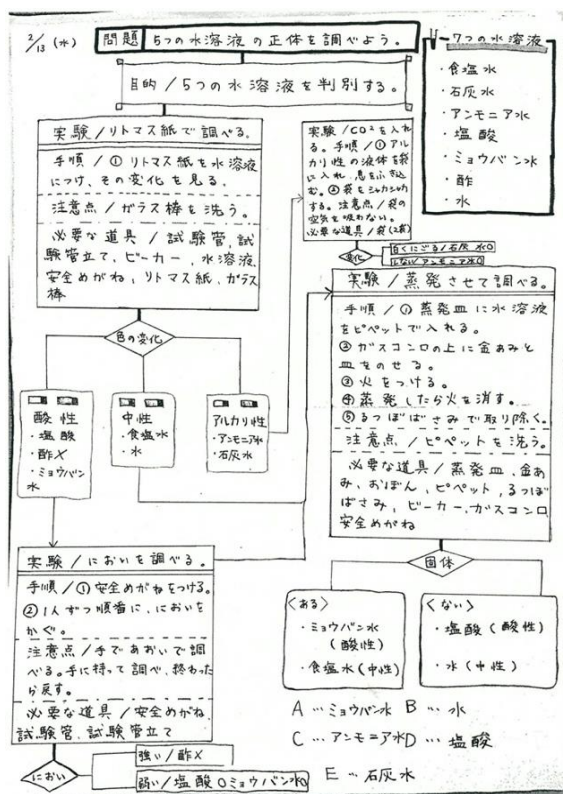 2/13 (水)
問題 5つの水溶液の正体を調べよう。
目的/5つの水溶液を判別する。
7つの水溶液
・食塩水
・石灰水
・アンモニア水
・塩酸
・ミョウバン水
・酢
・水
実験/リトマス紙で調べる。
手順/① リトマス紙を水溶液
につけ、その変化を見る。
注意点/ガラス棒を洗う。
必要な道具/試験管、試
験管立て、ビーカー、水溶液、
安全めがね、リトマス紙、ガラス
棒
色の変化
酸性
・塩酸
・酢×
・ミョウバン
水
中性
・食塩水
・水
アルカリ性
・アンモニア水
・石灰水
実験/CO²を入れ
る。手順/① アル
カリ性の液体を袋
に入れ、息をふき込
む。②袋をシャカシャカ
する。注意点/袋の
空気を吸わない。
必要な道具/袋(2袋)
変化
白くにごる/石灰水○
アンモニア水○
実験/蒸発させて調べる。
手順/① 蒸発皿に水溶液
をピペットで入れる。
②ガスコンロの上に金あみと
皿をのせる。
③火をつける。
④蒸発したら火を消す。
⑤るつぼばさみで取り除く。
注意点/ピペットを洗う。
必要な道具/蒸発皿、金あ
み、おぼん、ピペット、るつぼ
ばさみ、ビーカー、ガスコンロ
安全めがね
固体
<ある>
・ミョウバン水
(酸性)
・食塩水(中性)
<ない>
・塩酸(酸性)
・水(中性)
実験/においを調べる。
手順/①安全めがねをつける。
②1人ずつ順番に、においを
かぐ。
注意点/手であおいで調
べる。手に持って調べ、終わった
ら戻す。
必要な道具/安全めがね、
試験管、試験管立て
におい
強い/酢×
弱い/塩酸○ミョウバン水○
A…ミョウバン水 B…水
C…アンモニア水 D…塩酸
E…石灰水